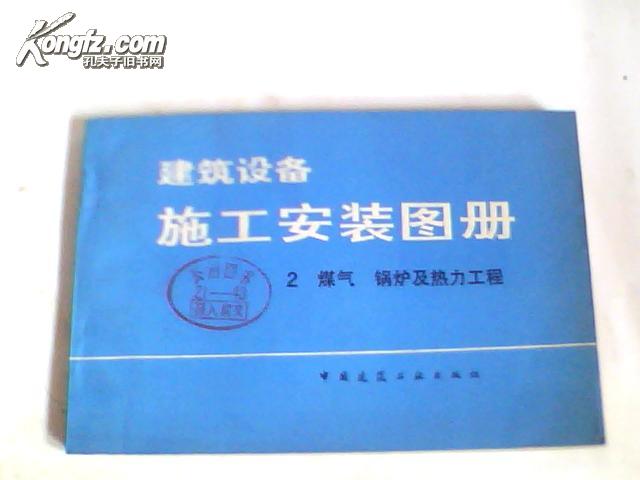 Kongfz.com
孔夫子旧书网
建筑设备
施工安装图册
2 煤气 锅炉及热力工程
中国建筑工业出版社